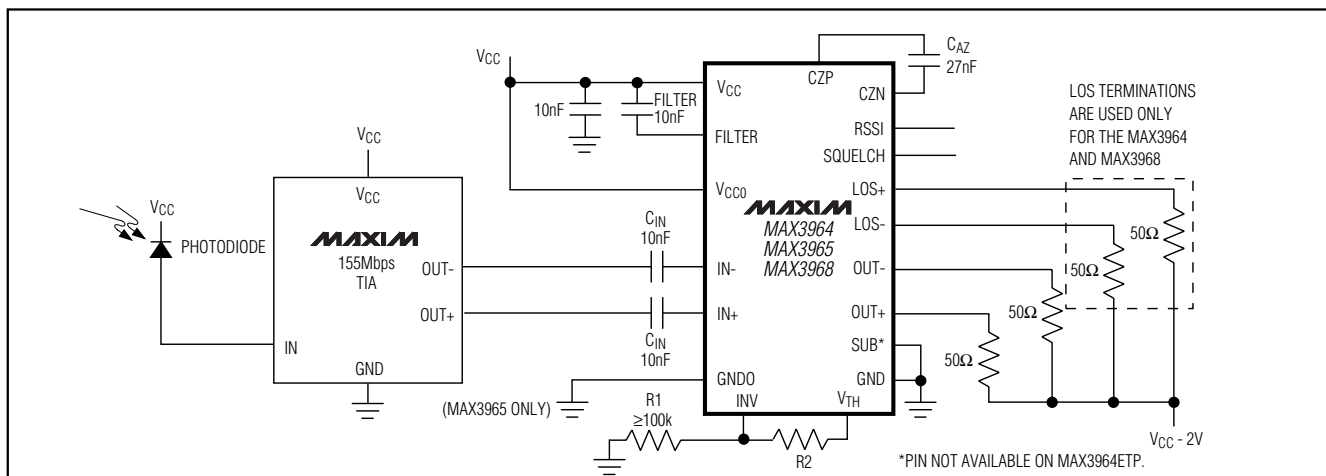 VCC
VCC
PHOTODIODE
VCC
VCC
MAXIM
155Mbps
TIA
OUT-
OUT+
IN
GND
10nF
FILTER
10nF
CIN
10nF
CIN
10nF
(MAX3965 ONLY)
R1
≥100k
R2
VCC
FILTER
VCCO
IN-
IN+
GNDO
INV
VTH
CZP
CZN
RSSI
SQUELCH
LOS+
LOS-
OUT-
OUT+
SUB*
GND
MAXIM
MAX3964
MAX3965
MAX3968
CAZ
27nF
LOS TERMINATIONS
ARE USED ONLY
FOR THE MAX3964
AND MAX3968
50Ω
50Ω
50Ω
50Ω
VCC - 2V
*PIN NOT AVAILABLE ON MAX3964ETP.